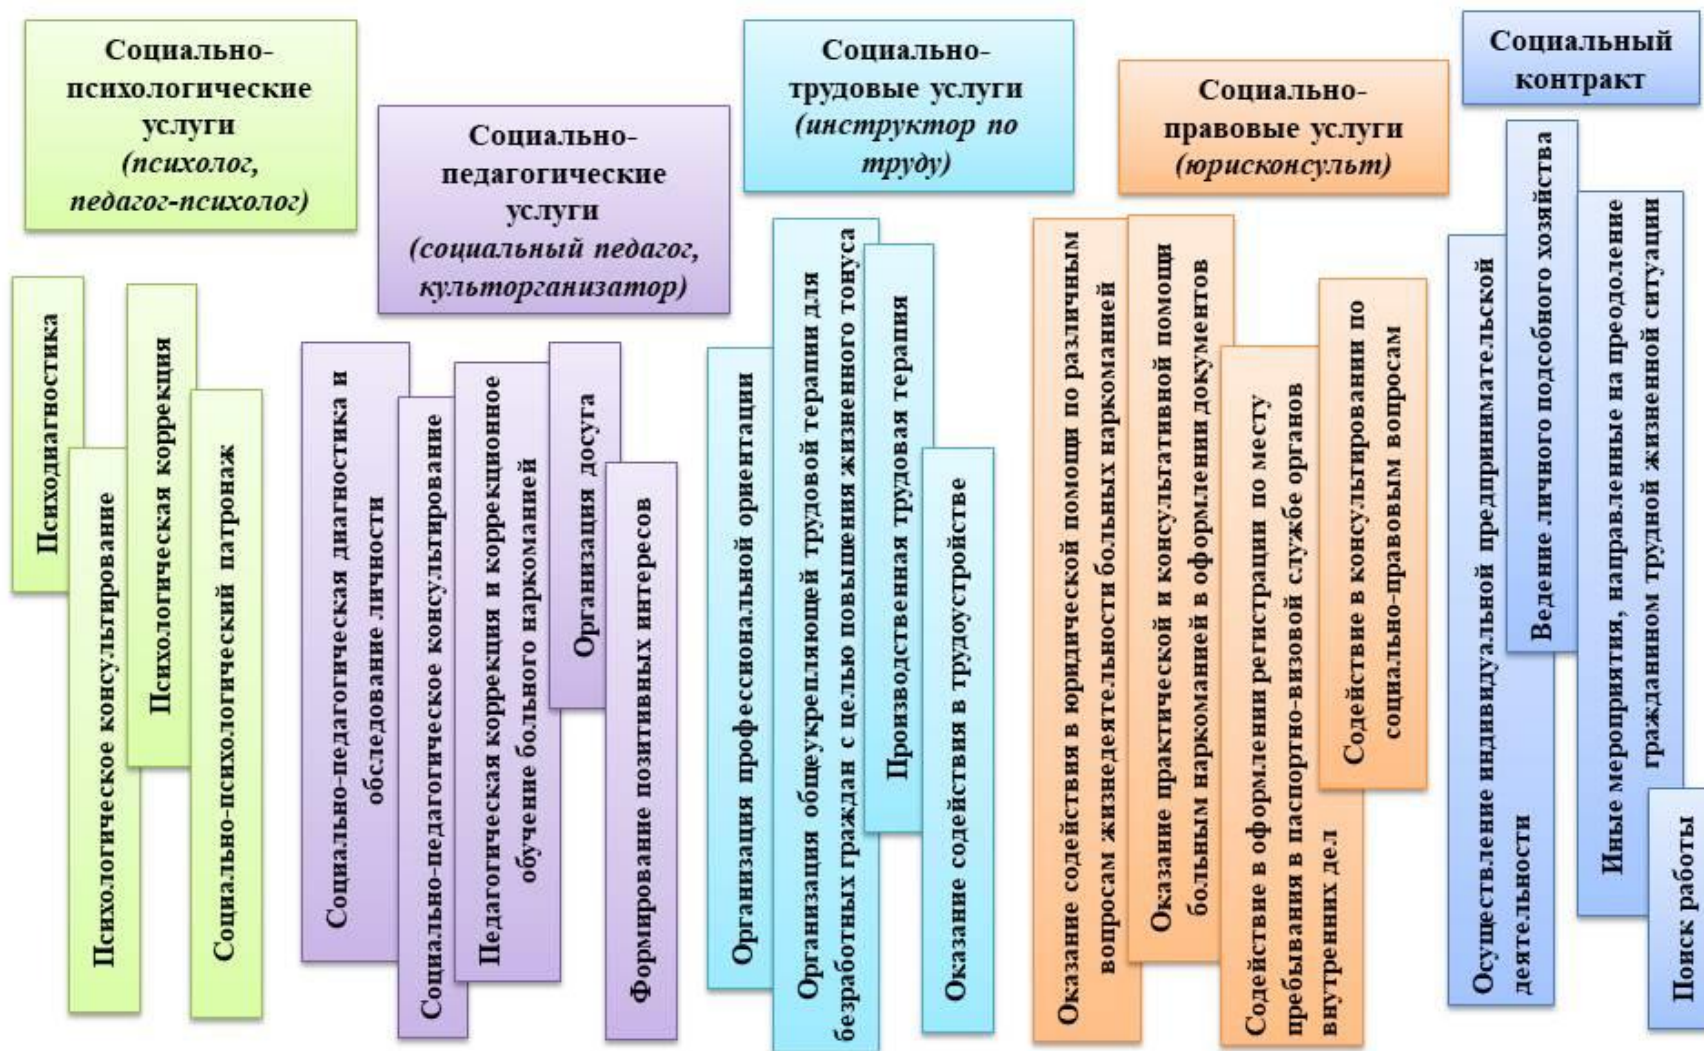 Социально-
психологические
услуги
(психолог,
педагог-психолог)
Психодиагностика
Психологическое консультирование
Психологическая коррекция
Социально-психологический патронаж
Социально-
педагогические
услуги
(социальный педагог,
культорганизатор)
Социально-педагогическая диагностика и
обследование личности
Социально-педагогическое консультирование
Педагогическая коррекция и коррекционное
обучение больного наркоманией
Организация досуга
Формирование позитивных интересов
Социально-
трудовые услуги
(инструктор по
труду)
Организация профессиональной ориентации
Организация общеукрепляющей трудовой терапии для
безработных граждан с целью повышения жизненного тонуса
Производственная трудовая терапия
Оказание содействия в трудоустройстве
Социально-
правовые услуги
(юрисконсульт)
Оказание содействия в юридической помощи по различным
вопросам жизнедеятельности больных наркоманией
Оказание практической и консультативной помощи
больным наркоманией в оформлении документов
Содействие в оформлении регистрации по месту
пребывания в паспортно-визовой службе органов
внутренних дел
Содействие в консультировании по
социально-правовым вопросам
Социальный
контракт
Осуществление индивидуальной предпринимательской
деятельности
Ведение личного подсобного хозяйства
Иные мероприятия, направленные на преодоление
гражданином трудной жизненной ситуации
Поиск работы